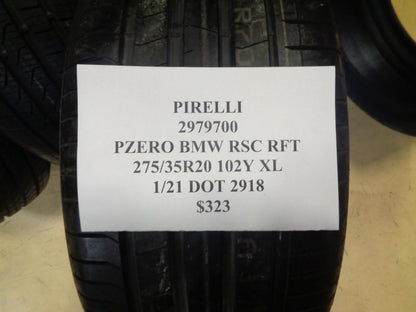 PIRELLI
2979700
PZERO BMW RSC RFT
275/35R20 102Y XL
1/21 DOT 2918
$323